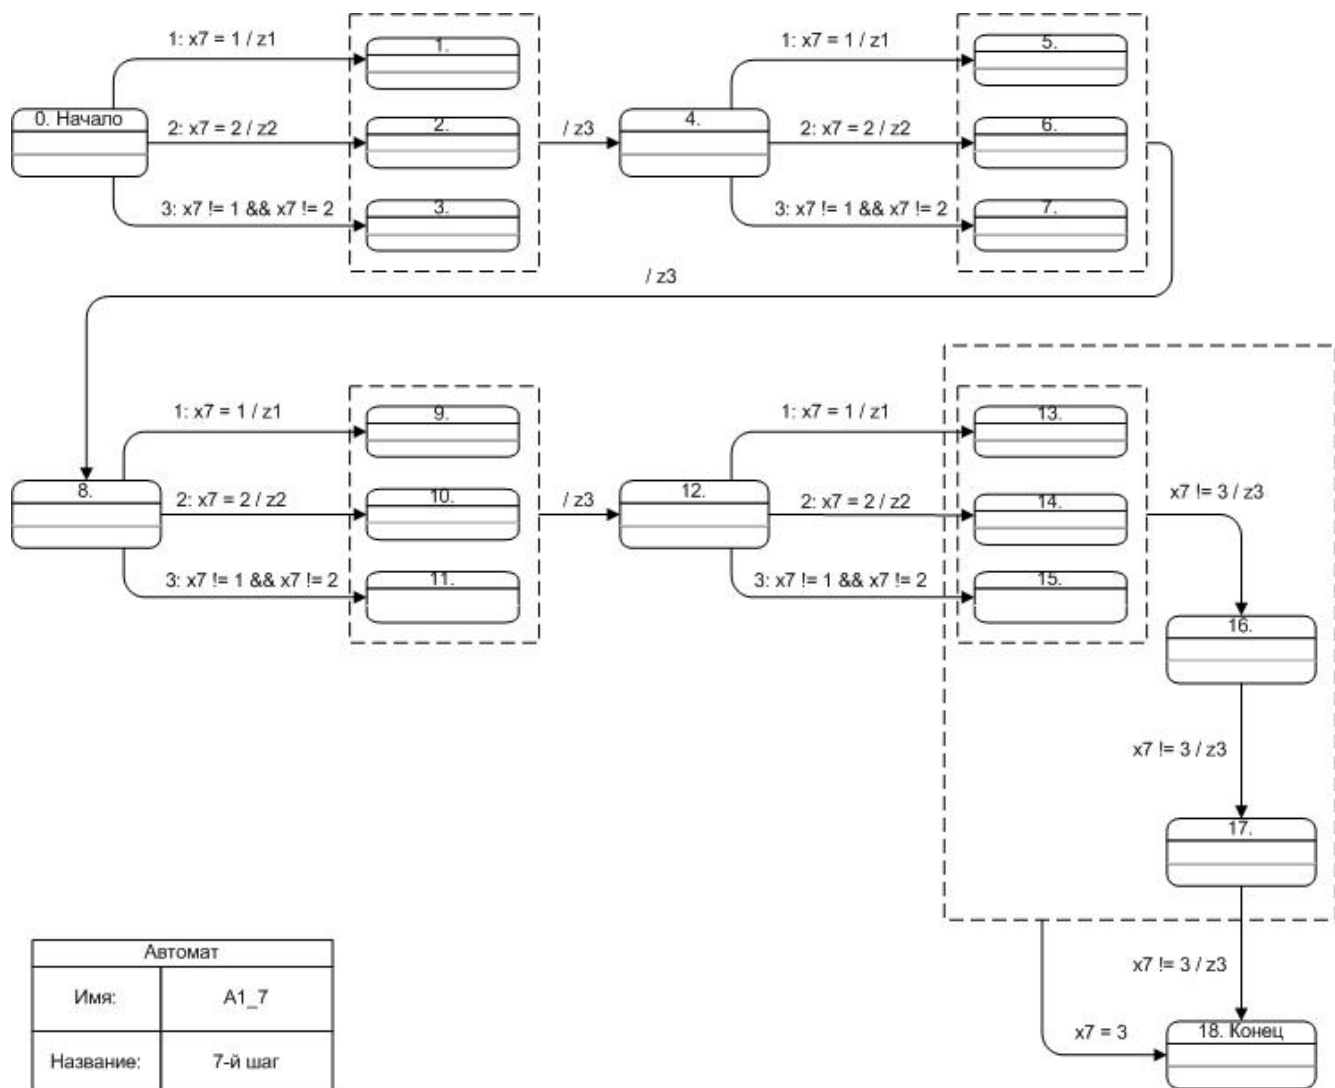 1: x7 = 1 / z1
1.
1: x7 = 1 / z1
5.
0. Начало
2: x7 = 2 / z2
2.
/ z3
4.
2: x7 = 2 / z2
6.
3: x7 != 1 && x7 != 2
3.
3: x7 != 1 && x7 != 2
7.
/ z3
1: x7 = 1 / z1
9.
1: x7 = 1 / z1
13.
8.
2: x7 = 2 / z2
10.
/ z3
12.
2: x7 = 2 / z2
14.
x7 != 3 / z3
3: x7 != 1 && x7 != 2
11.
3: x7 != 1 && x7 != 2
15.
16.
x7 != 3 / z3
17.
x7 != 3 / z3
x7 = 3
18. Конец
Автомат
Имя: A1_7
Название: 7-й шаг